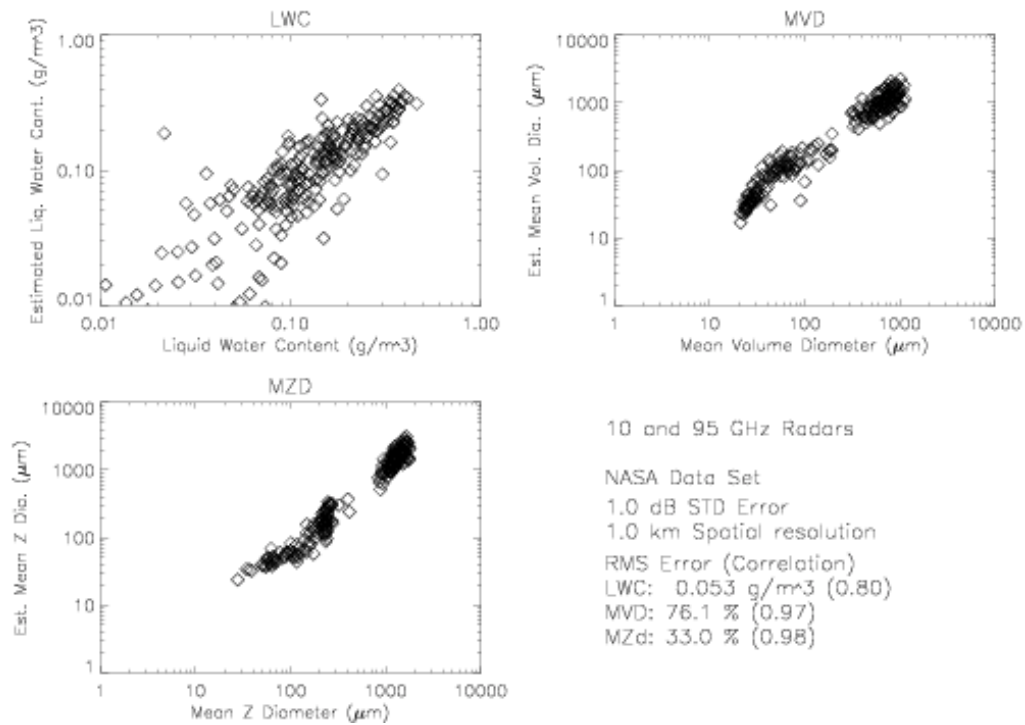 LWC
1.00
0.10
0.01
Estimated Liq. Water Cont. (g/m^3)
0.01 0.10 1.00
Liquid Water Content (g/m^3)
MVD
10000
1000
100
10
1
Est. Mean Vol. Dia. (μm)
1 10 100 1000 10000
Mean Volume Diameter (μm)
MZD
10000
1000
100
10
1
Est. Mean Z Dia. (μm)
1 10 100 1000 10000
Mean Z Diameter (μm)
10 and 95 GHz Radars
NASA Data Set
1.0 dB STD Error
1.0 km Spatial resolution
RMS Error (Correlation)
LWC: 0.053 g/m^3 (0.80)
MVD: 76.1 % (0.97)
MZd: 33.0 % (0.98)